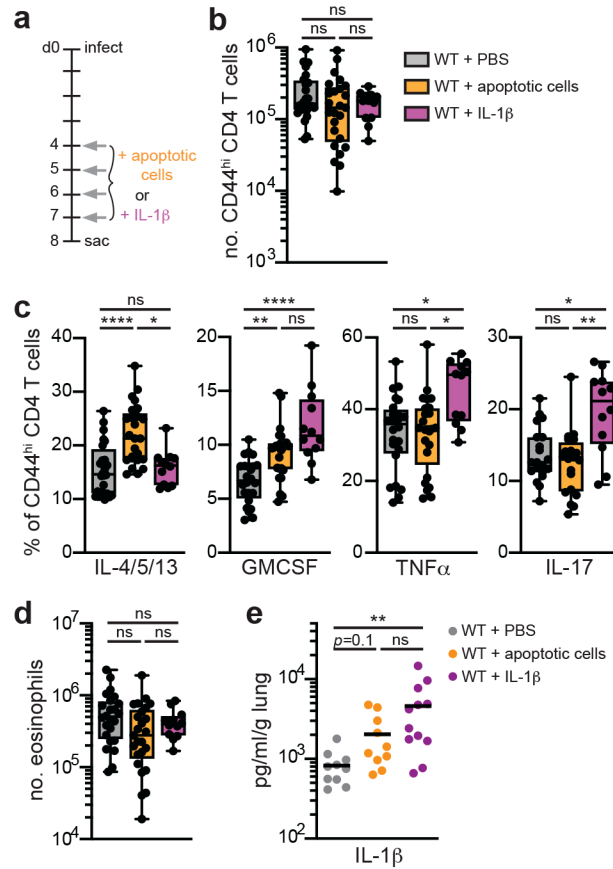 a
d0 infect
4
5
6
7
8 sac
+ apoptotic
cells
or
+ IL-1β
b
ns
ns ns
no. CD44hi CD4 T cells
10⁶
10⁵
10⁴
10³
WT + PBS
WT + apoptotic cells
WT + IL-1β
c
% of CD44hi CD4 T cells
ns
**** *
40
30
20
10
0
IL-4/5/13
****
** ns
20
15
10
5
0
GMCSF
*
ns *
60
40
20
0
TNFα
*
ns **
40
30
20
10
0
IL-17
d
ns
ns ns
no. eosinophils
10⁷
10⁶
10⁵
10⁴
e
**
p=0.1 ns
pg/ml/g lung
10⁵
10⁴
10³
10²
IL-1β
WT + PBS
WT + apoptotic cells
WT + IL-1β